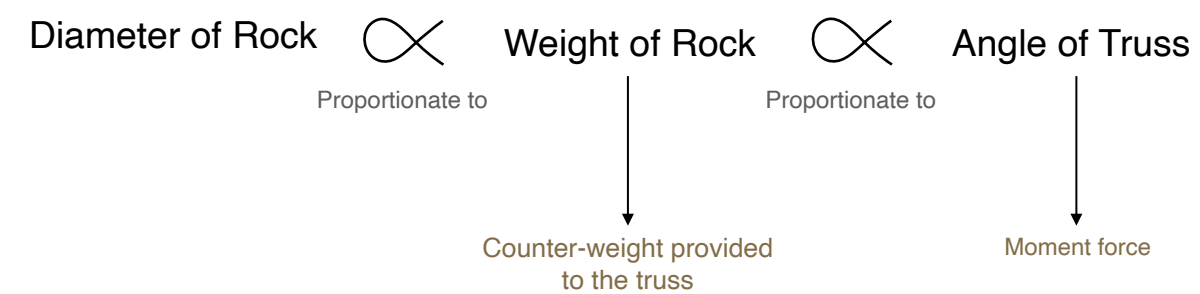 Diameter of Rock ∝ Weight of Rock ∝ Angle of Truss
Proportionate to Proportionate to
Counter-weight provided
to the truss
Moment force